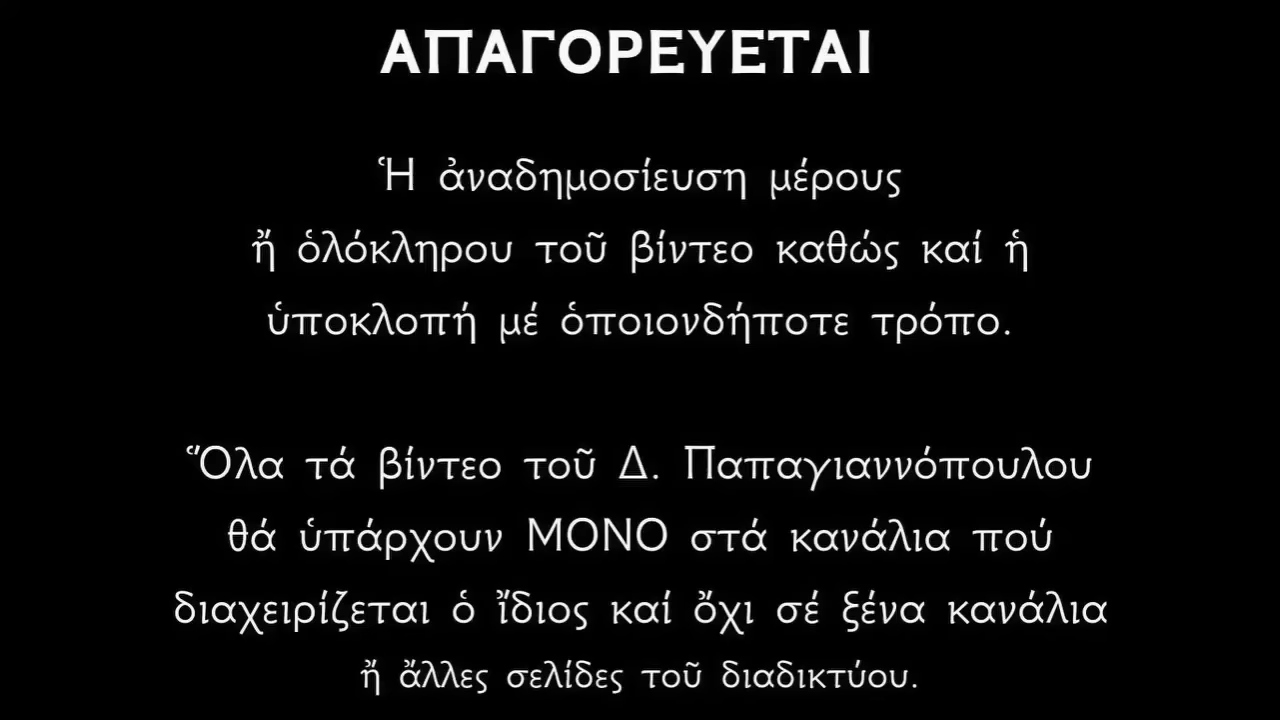 ΑΠΑΓΟΡΕΥΕΤΑΙ
Ἡ ἀναδημοσίευση μέρους
ἤ ὁλόκληρου τοῦ βίντεο καθώς καί ἡ
ὑποκλοπή μέ ὁποιονδήποτε τρόπο.
Ὅλα τά βίντεο τοῦ Δ. Παπαγιαννόπουλου
θά ὑπάρχουν ΜΟΝΟ στά κανάλια πού
διαχειρίζεται ὁ ἴδιος καί ὄχι σέ ξένα κανάλια
ἤ ἄλλες σελίδες τοῦ διαδικτύου.